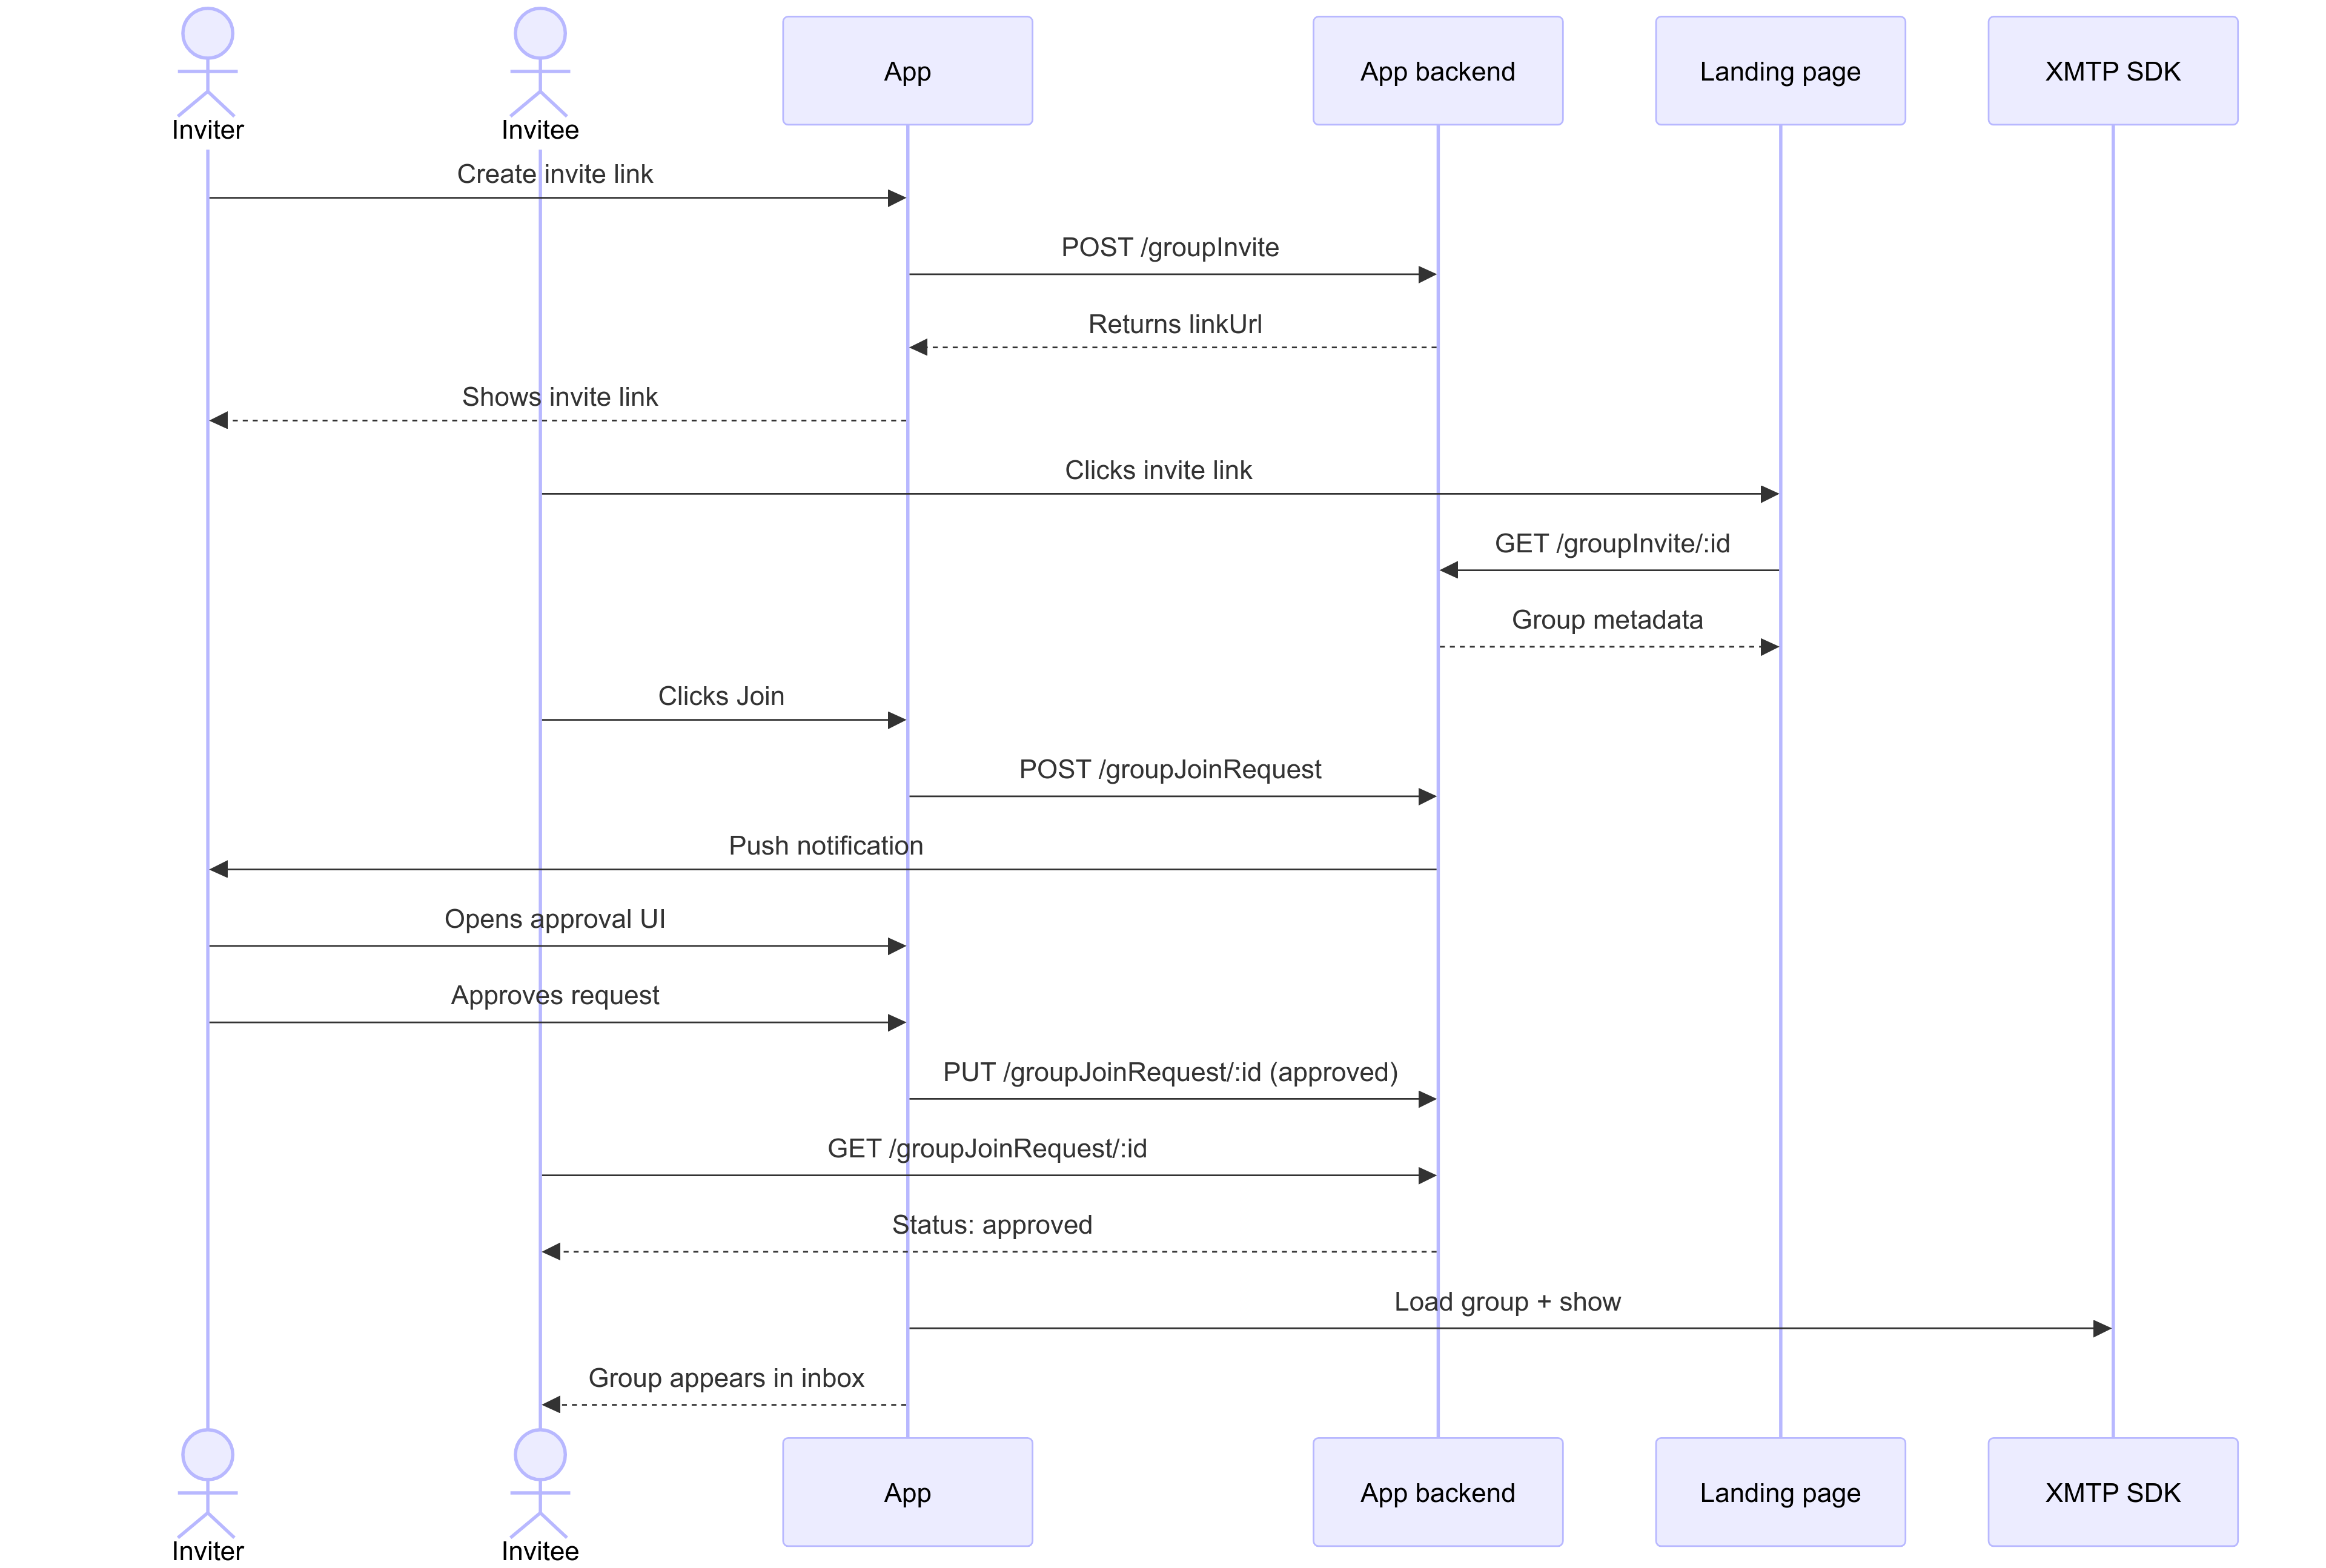 Inviter
Invitee
App
App backend
Landing page
XMTP SDK
Create invite link
POST /groupInvite
Returns linkUrl
Shows invite link
Clicks invite link
GET /groupInvite/:id
Group metadata
Clicks Join
POST /groupJoinRequest
Push notification
Opens approval UI
Approves request
PUT /groupJoinRequest/:id (approved)
GET /groupJoinRequest/:id
Status: approved
Load group + show
Group appears in inbox
App
App backend
Landing page
XMTP SDK
Inviter
Invitee